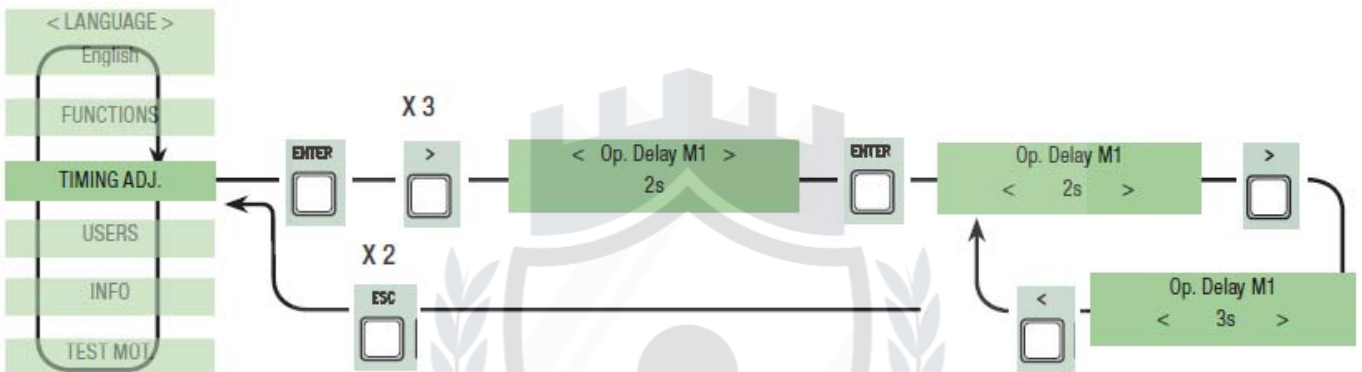 < LANGUAGE >
English
FUNCTIONS
TIMING ADJ.
USERS
INFO
TEST MOT.
ENTER
X 3
>
< Op. Delay M1 >
2s
ENTER
Op. Delay M1
< 2s >
>
X 2
ESC
<
Op. Delay M1
< 3s >